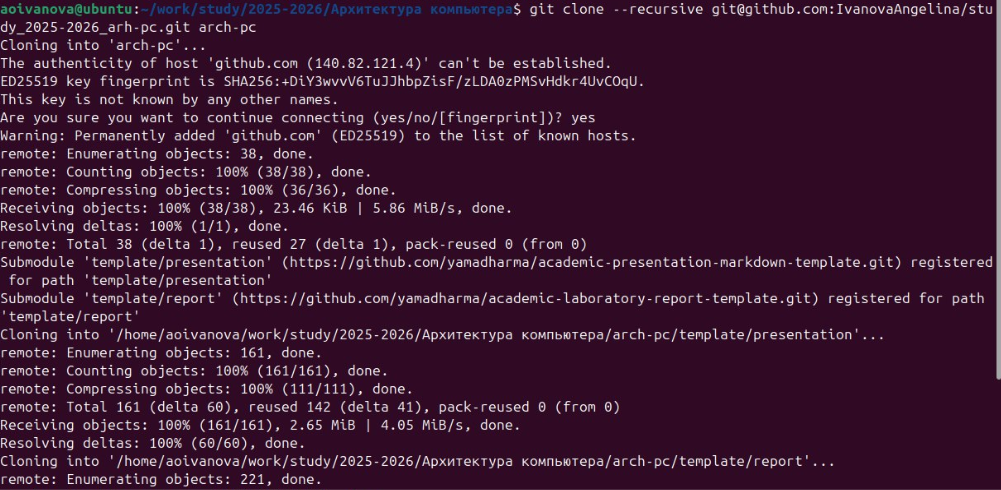 aoivanova@ubuntu:~/work/study/2025-2026/Архитектура компьютера$ git clone --recursive git@github.com:IvanovaAngelina/stu
dy_2025-2026_arh-pc.git arch-pc
Cloning into 'arch-pc'...
The authenticity of host 'github.com (140.82.121.4)' can't be established.
ED25519 key fingerprint is SHA256:+DiY3wvvV6TuJJhbpZisF/zLDA0zPMSvHdkr4UvCOqU.
This key is not known by any other names.
Are you sure you want to continue connecting (yes/no/[fingerprint])? yes
Warning: Permanently added 'github.com' (ED25519) to the list of known hosts.
remote: Enumerating objects: 38, done.
remote: Counting objects: 100% (38/38), done.
remote: Compressing objects: 100% (36/36), done.
Receiving objects: 100% (38/38), 23.46 KiB | 5.86 MiB/s, done.
Resolving deltas: 100% (1/1), done.
remote: Total 38 (delta 1), reused 27 (delta 1), pack-reused 0 (from 0)
Submodule 'template/presentation' (https://github.com/yamadharma/academic-presentation-markdown-template.git) registered
 for path 'template/presentation'
Submodule 'template/report' (https://github.com/yamadharma/academic-laboratory-report-template.git) registered for path
'template/report'
Cloning into '/home/aoivanova/work/study/2025-2026/Архитектура компьютера/arch-pc/template/presentation'...
remote: Enumerating objects: 161, done.
remote: Counting objects: 100% (161/161), done.
remote: Compressing objects: 100% (111/111), done.
remote: Total 161 (delta 60), reused 142 (delta 41), pack-reused 0 (from 0)
Receiving objects: 100% (161/161), 2.65 MiB | 4.05 MiB/s, done.
Resolving deltas: 100% (60/60), done.
Cloning into '/home/aoivanova/work/study/2025-2026/Архитектура компьютера/arch-pc/template/report'...
remote: Enumerating objects: 221, done.